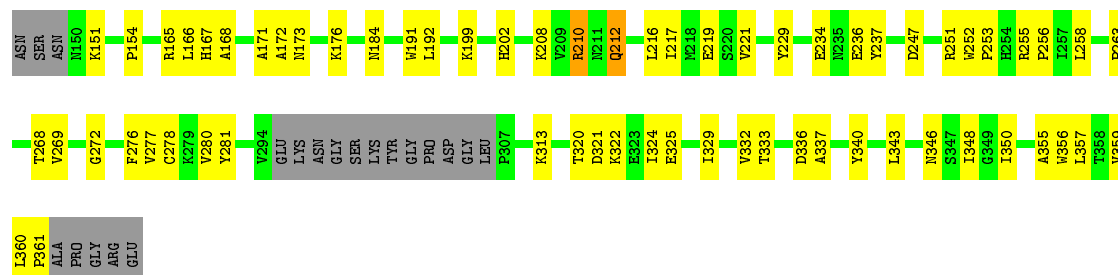 ASN SER ASN N150 K151 P154 R165 L166 H167 A168 A171 A172 N173 K176 N184 W191 L192 K199 H202 K208 V209 R210 N211 Q212 L216 I217 M218 E219 S220 V221 Y229 E234 N235 E236 Y237 D247 R251 W252 P253 H254 R255 P256 I257 L258
T268 V269 G272 F276 V277 C278 K279 V280 Y281 V294 GLU LYS ASN GLY SER LYS TYR GLY PRO ASP GLY LEU P307 K313 T320 D321 K322 E323 I324 E325 I329 V332 T333 D336 A337 Y340 L343 N346 S347 I348 G349 I350 A355 W356 L357 T358
L360 P361 ALA PRO GLY ARG GLU